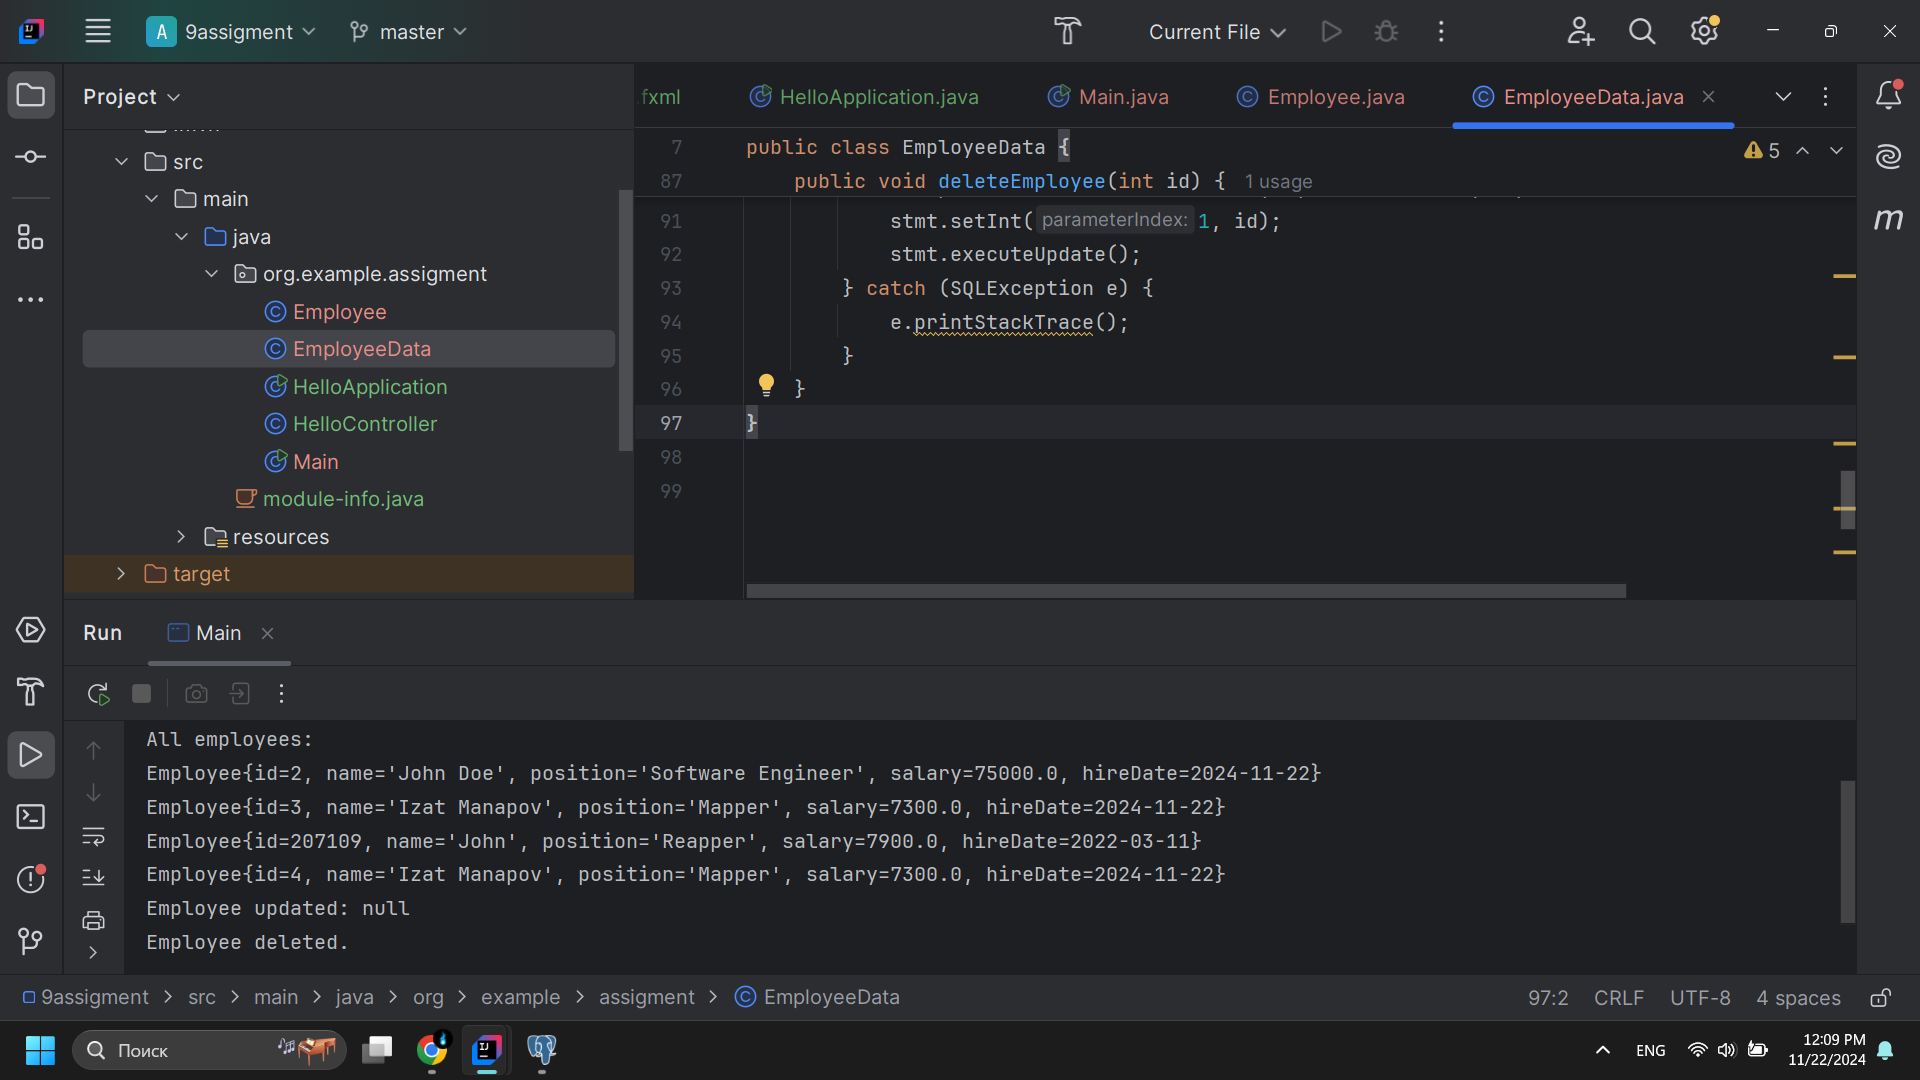 A 9assigment master Current File
Project
src
main
java
org.example.assigment
Employee
EmployeeData
HelloApplication
HelloController
Main
module-info.java
resources
target
.fxml HelloApplication.java Main.java Employee.java EmployeeData.java
5
7 public class EmployeeData {
87 public void deleteEmployee(int id) { 1 usage
91 stmt.setInt( parameterIndex: 1, id);
92 stmt.executeUpdate();
93 } catch (SQLException e) {
94 e.printStackTrace();
95 }
96 }
97 }
98
99
m
Run Main
All employees:
Employee{id=2, name='John Doe', position='Software Engineer', salary=75000.0, hireDate=2024-11-22}
Employee{id=3, name='Izat Manapov', position='Mapper', salary=7300.0, hireDate=2024-11-22}
Employee{id=207109, name='John', position='Reapper', salary=7900.0, hireDate=2022-03-11}
Employee{id=4, name='Izat Manapov', position='Mapper', salary=7300.0, hireDate=2024-11-22}
Employee updated: null
Employee deleted.
9assigment > src > main > java > org > example > assigment > EmployeeData
97:2 CRLF UTF-8 4 spaces
Поиск
ENG
12:09 PM
11/22/2024